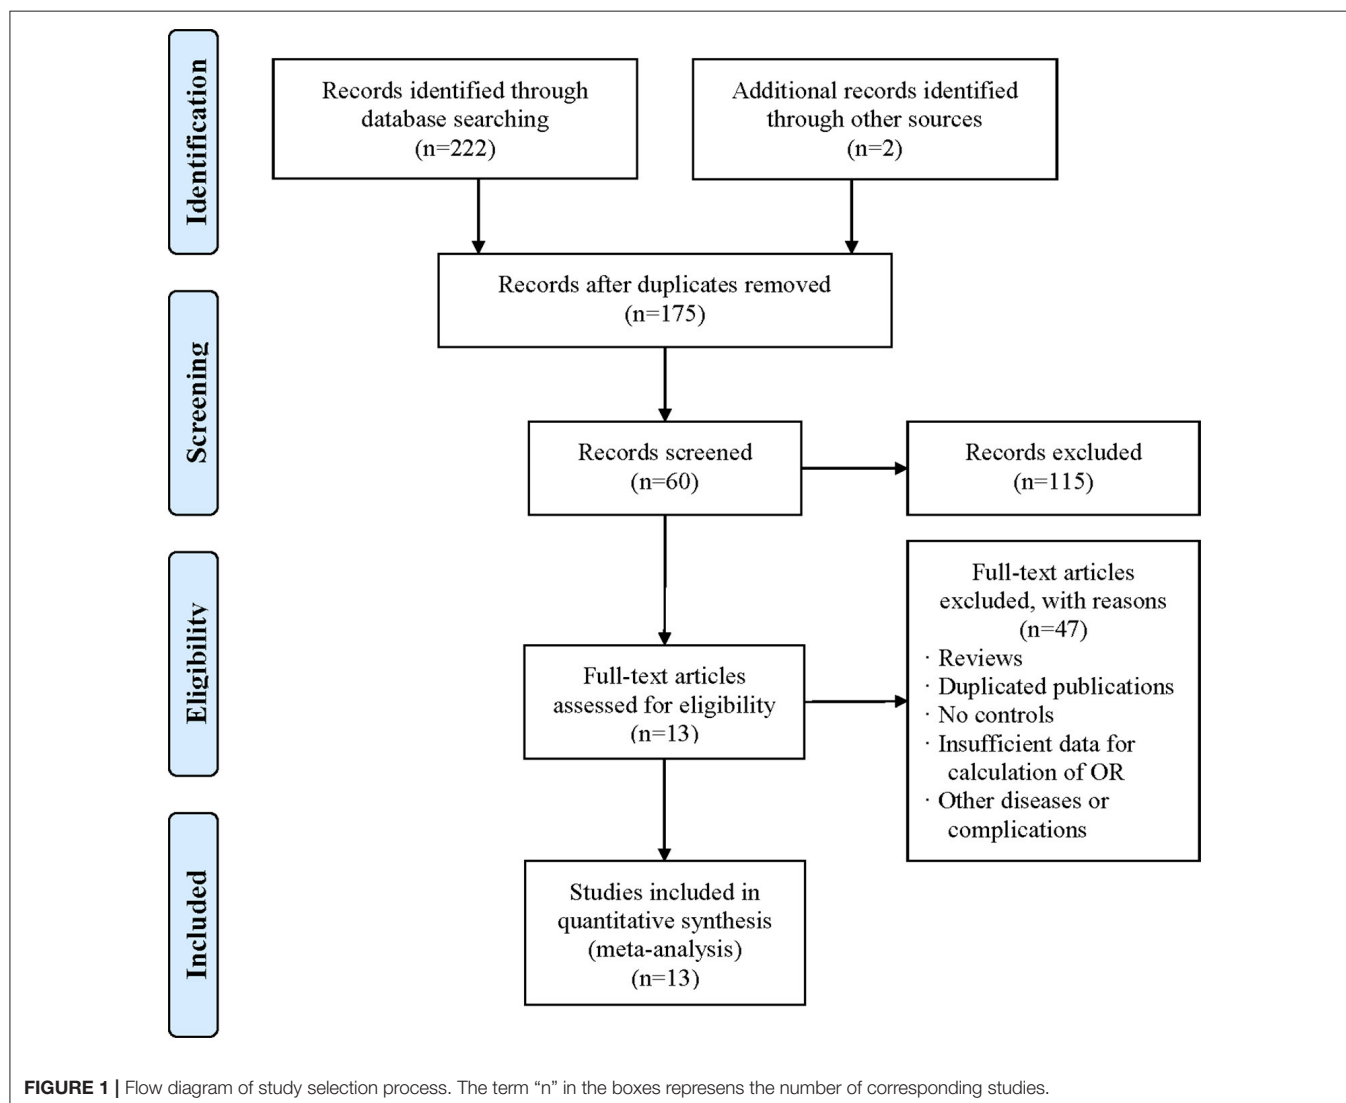 Identification
Records identified through
database searching
(n=222)
Additional records identified
through other sources
(n=2)
Records after duplicates removed
(n=175)
Screening
Records screened
(n=60)
Records excluded
(n=115)
Eligibility
Full-text articles
assessed for eligibility
(n=13)
Full-text articles
excluded, with reasons
(n=47)
· Reviews
· Duplicated publications
· No controls
· Insufficient data for
calculation of OR
· Other diseases or
complications
Included
Studies included in
quantitative synthesis
(meta-analysis)
(n=13)
FIGURE 1 | Flow diagram of study selection process. The term “n” in the boxes represens the number of corresponding studies.